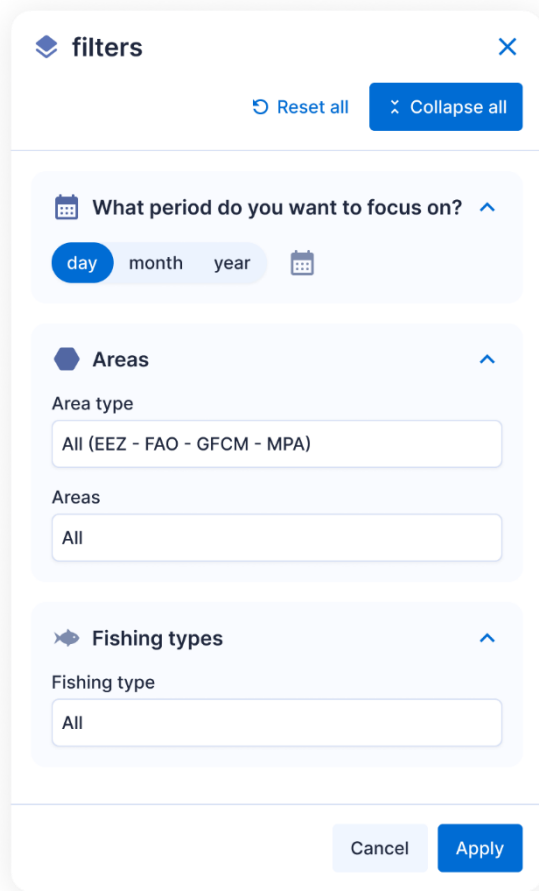 filters
Reset all
Collapse all
What period do you want to focus on?
day month year
Areas
Area type
All (EEZ - FAO - GFCM - MPA)
Areas
All
Fishing types
Fishing type
All
Cancel
Apply